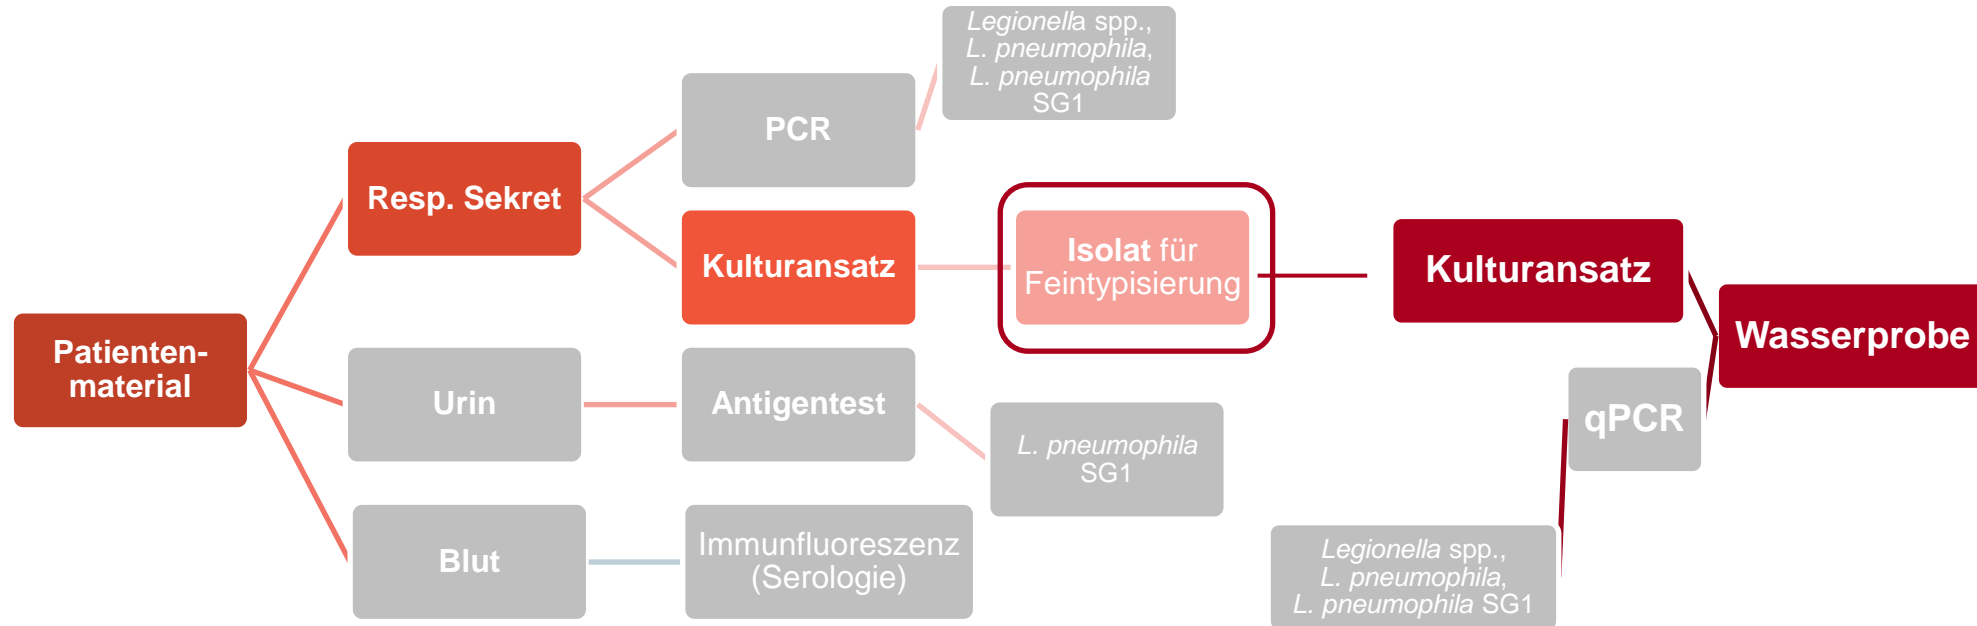 Legionella spp.,
L. pneumophila,
L. pneumophila
SG1
PCR
Resp. Sekret
Kulturansatz
Isolat für
Feintypisierung
Kulturansatz
Wasserprobe
Patienten-
material
Urin
Antigentest
L. pneumophila
SG1
qPCR
Blut
Immunfluoreszenz
(Serologie)
Legionella spp.,
L. pneumophila,
L. pneumophila SG1